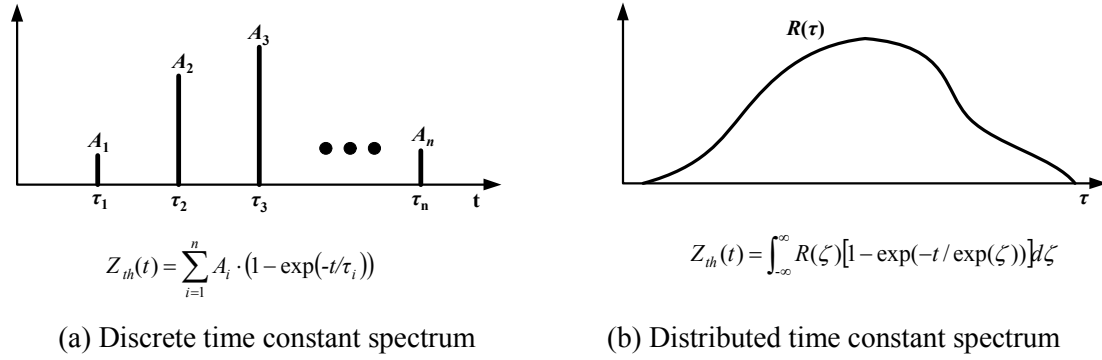 A₁
A₂
A₃
Aₙ
τ₁
τ₂
τ₃
τₙ
t
Z_th(t) = ∑_{i=1}^{n} A_i · (1 − exp(-t/τ_i))
(a) Discrete time constant spectrum
R(τ)
τ
Z_th(t) = ∫_{-∞}^{∞} R(ζ)[1 − exp(−t / exp(ζ))]dζ
(b) Distributed time constant spectrum